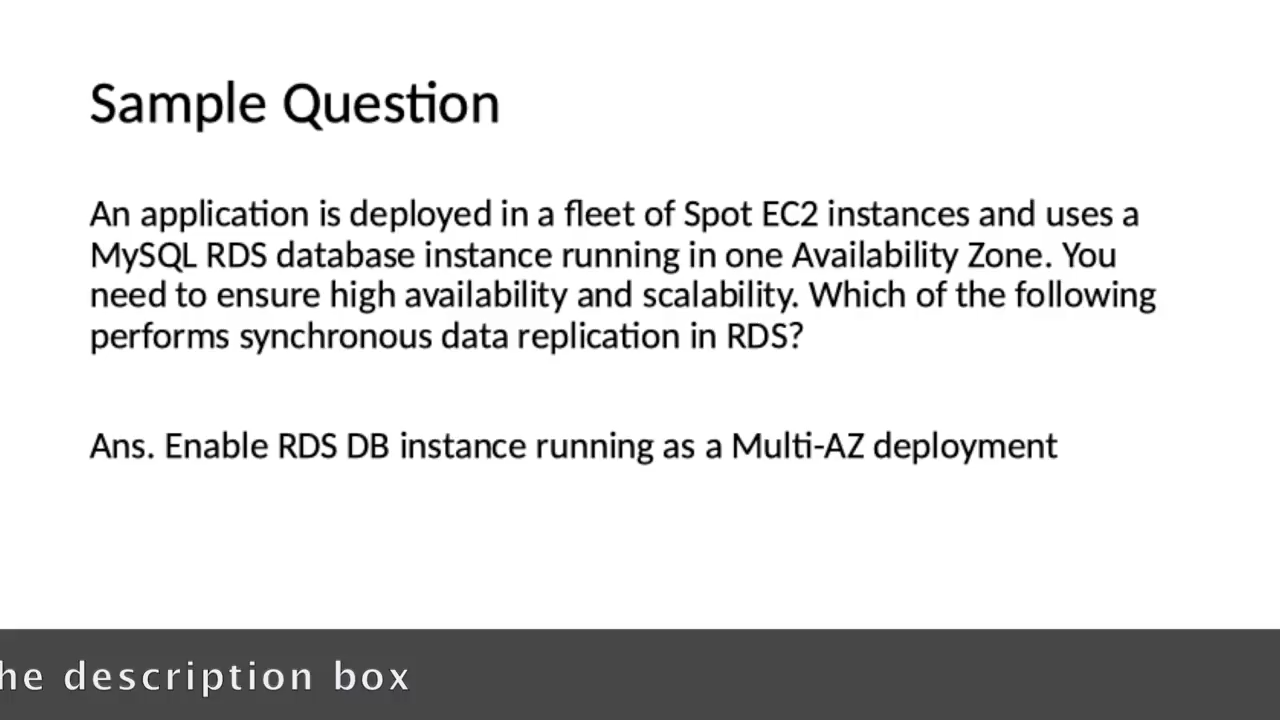 Sample Question
An application is deployed in a fleet of Spot EC2 instances and uses a
MySQL RDS database instance running in one Availability Zone. You
need to ensure high availability and scalability. Which of the following
performs synchronous data replication in RDS?
Ans. Enable RDS DB instance running as a Multi-AZ deployment
he description box